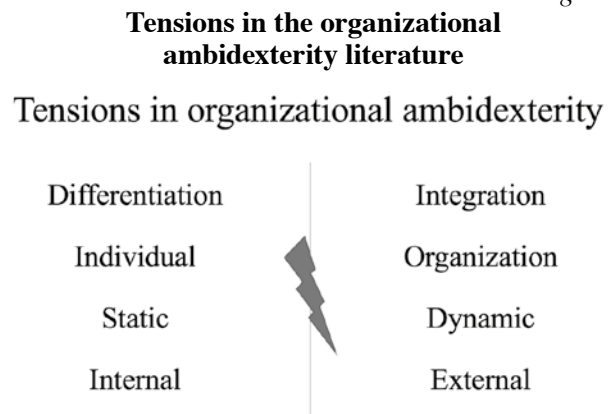 Tensions in the organizational
ambidexterity literature
Tensions in organizational ambidexterity
Differentiation Integration
Individual Organization
Static Dynamic
Internal External